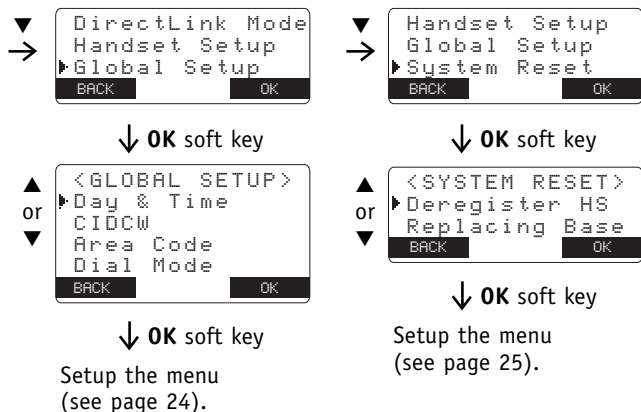 DirectLink Mode
Handset Setup
Global Setup
BACK OK
OK soft key
or
<GLOBAL SETUP>
Day & Time
CIDCW
Area Code
Dial Mode
BACK OK
OK soft key
Setup the menu
(see page 24).
Handset Setup
Global Setup
System Reset
BACK OK
OK soft key
or
<SYSTEM RESET>
Deregister HS
Replacing Base
BACK OK
OK soft key
Setup the menu
(see page 25).